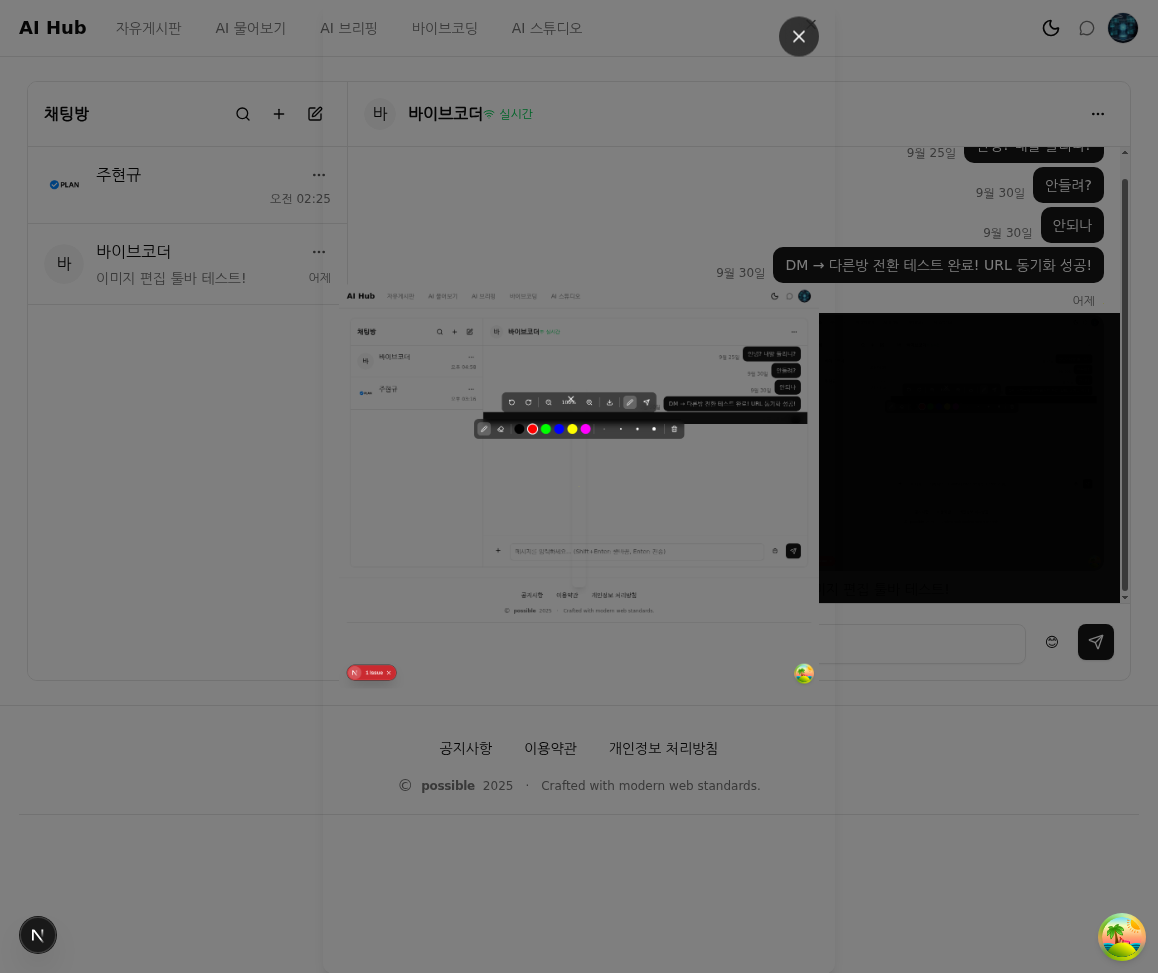 AI Hub 자유게시판 AI 물어보기 AI 브리핑 바이브코딩 AI 스튜디오
채팅방
바 바이브코더 실시간
PLAN 주현규
오전 02:25
바 바이브코더
이미지 편집 툴바 테스트! 어제
9월 25일
9월 30일 안들려?
9월 30일 안되나
9월 30일 DM → 다른방 전환 테스트 완료! URL 동기화 성공!
어제
AI Hub 자유게시판 AI 물어보기 AI 브리핑 바이브코딩 AI 스튜디오
채팅방
바 바이브코더 실시간
바 바이브코더
PLAN 주현규
9월 25일 안녕? 내말 들리니?
9월 30일 안들려?
9월 30일 안되나
100%
DM → 다른방 전환 테스트 완료! URL 동기화 성공!
공지사항 이용약관 개인정보 처리방침
© possible 2025 Crafted with modern web standards.
N 1 Issue
공지사항 이용약관 개인정보 처리방침
© possible 2025 · Crafted with modern web standards.
N